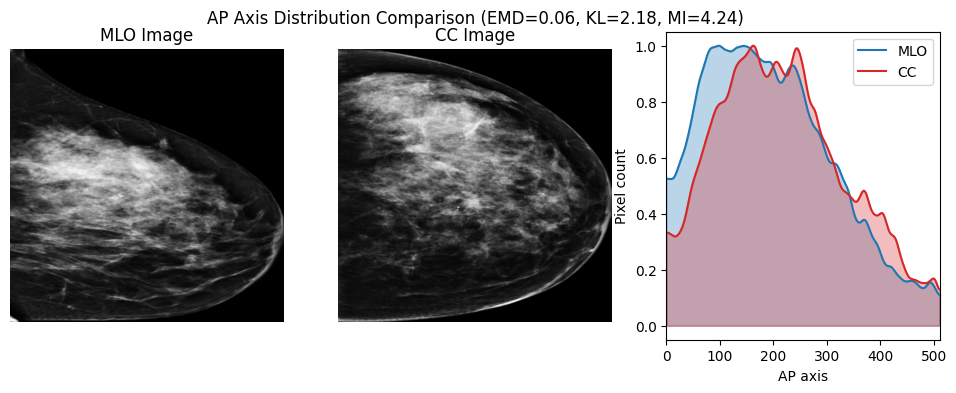 AP Axis Distribution Comparison (EMD=0.06, KL=2.18, MI=4.24)
MLO Image
CC Image
MLO
CC
Pixel count
1.0
0.8
0.6
0.4
0.2
0.0
0 100 200 300 400 500
AP axis